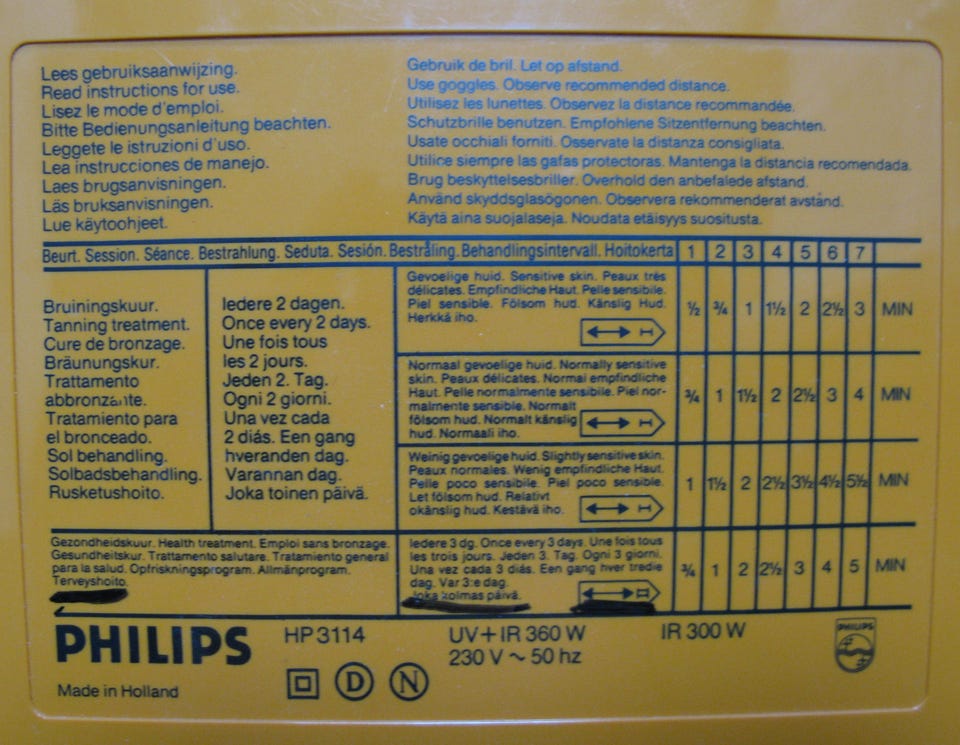 Lees gebruiksaanwijzing.
Read instructions for use.
Lisez le mode d'emploi.
Bitte Bedienungsanleitung beachten.
Leggete le istruzioni d'uso.
Lea instrucciones de manejo.
Laes brugsanvisningen.
Läs bruksanvisningen.
Lue käytoohjeet.
Gebruik de bril. Let op afstand.
Use goggles. Observe recommended distance.
Utilisez les lunettes. Observez la distance recommandée.
Schutzbrille benutzen. Empfohlene Sitzentfernung beachten.
Usate occhiali forniti. Osservate la distanza consigliata.
Utilice siempre las gafas protectoras. Mantenga la distancia recomendada.
Brug beskyttelsesbriller. Overhold den anbefalede afstand.
Använd skyddsglasögonen. Observera rekommenderat avstånd.
Käytä aina suojalaseja. Noudata etäisyys suositusta.
Beurt. Session. Séance. Bestrahlung. Seduta. Sesión. Bestråling. Behandlingsintervall. Hoitokerta 1 2 3 4 5 6 7
Bruiningskuur.
Tanning treatment.
Cure de bronzage.
Bräunungskur.
Trattamento
abbronzante.
Tratamiento para
el bronceado.
Sol behandling.
Solbadsbehandling.
Rusketushoito.
Iedere 2 dagen.
Once every 2 days.
Une fois tous
les 2 jours.
Jeden 2. Tag.
Ogni 2 giorni.
Una vez cada
2 diás. Een gang
hveranden dag.
Varannan dag.
Joka toinen päivä.
Gevoelige huid. Sensitive skin. Peaux très
délicates. Empfindliche Haut. Pelle sensibile.
Piel sensible. Fölsom hud. Känslig Hud.
Herkkä iho.
½ ¾ 1 1½ 2 2½ 3 MIN
Normaal gevoelige huid. Normally sensitive
skin. Peaux délicates. Normal empfindliche
Haut. Pelle normalmente sensibile. Piel nor-
malmente sensible. Normalt
fölsom hud. Normalt känslig
hud. Normaali iho.
¾ 1 1½ 2 2½ 3 4 MIN
Weinig gevoelige huid. Slightly sensitive skin.
Peaux normales. Wenig empfindliche Haut.
Pelle poco sensibile. Piel poco sensible.
Let fölsom hud. Relativt
okänslig hud. Kestävä iho.
1 1½ 2 2½ 3½ 4½ 5½ MIN
Gezondheidskuur. Health treatment. Emploi sans bronzage.
Gesundheitskur. Trattamento salutare. Tratamiento general
para la salud. Opfriskningsprogram. Allmänprogram.
Terveyshoito.
Iedere 3 dg. Once every 3 days. Une fois tous
les trois jours. Jeden 3. Tag. Ogni 3 giorni.
Una vez cada 3 diás. Een gang hver tredie
dag. Var 3:e dag.
Joka kolmas päivä.
¾ 1 2 2½ 3 4 5 MIN
PHILIPS
HP 3114
UV+IR 360 W
230 V ~ 50 hz
IR 300 W
PHILIPS
Made in Holland
D N